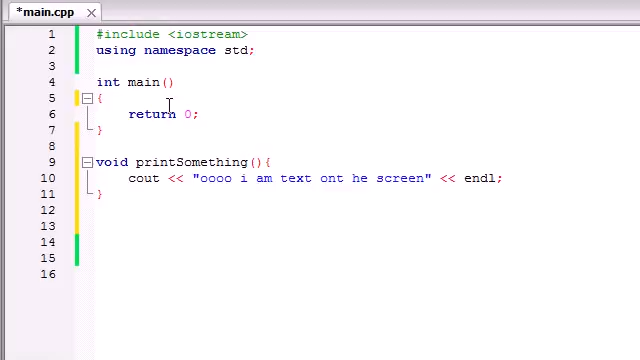 *main.cpp
1 #include <iostream>
2 using namespace std;
3
4 int main()
5 {
6 return 0;
7 }
8
9 void printSomething(){
10 cout << "oooo i am text ont he screen" << endl;
11 }
12
13
14
15
16